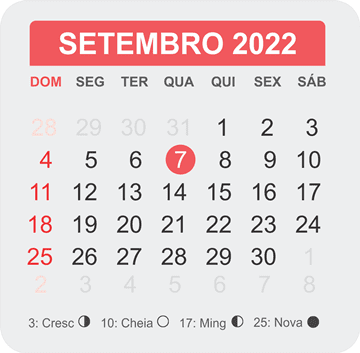 SETEMBRO 2022
DOM SEG TER QUA QUI SEX SÁB
28 29 30 31 1 2 3
4 5 6 7 8 9 10
11 12 13 14 15 16 17
18 19 20 21 22 23 24
25 26 27 28 29 30 1
2 3 4 5 6 7 8
3: Cresc 10: Cheia 17: Ming 25: Nova